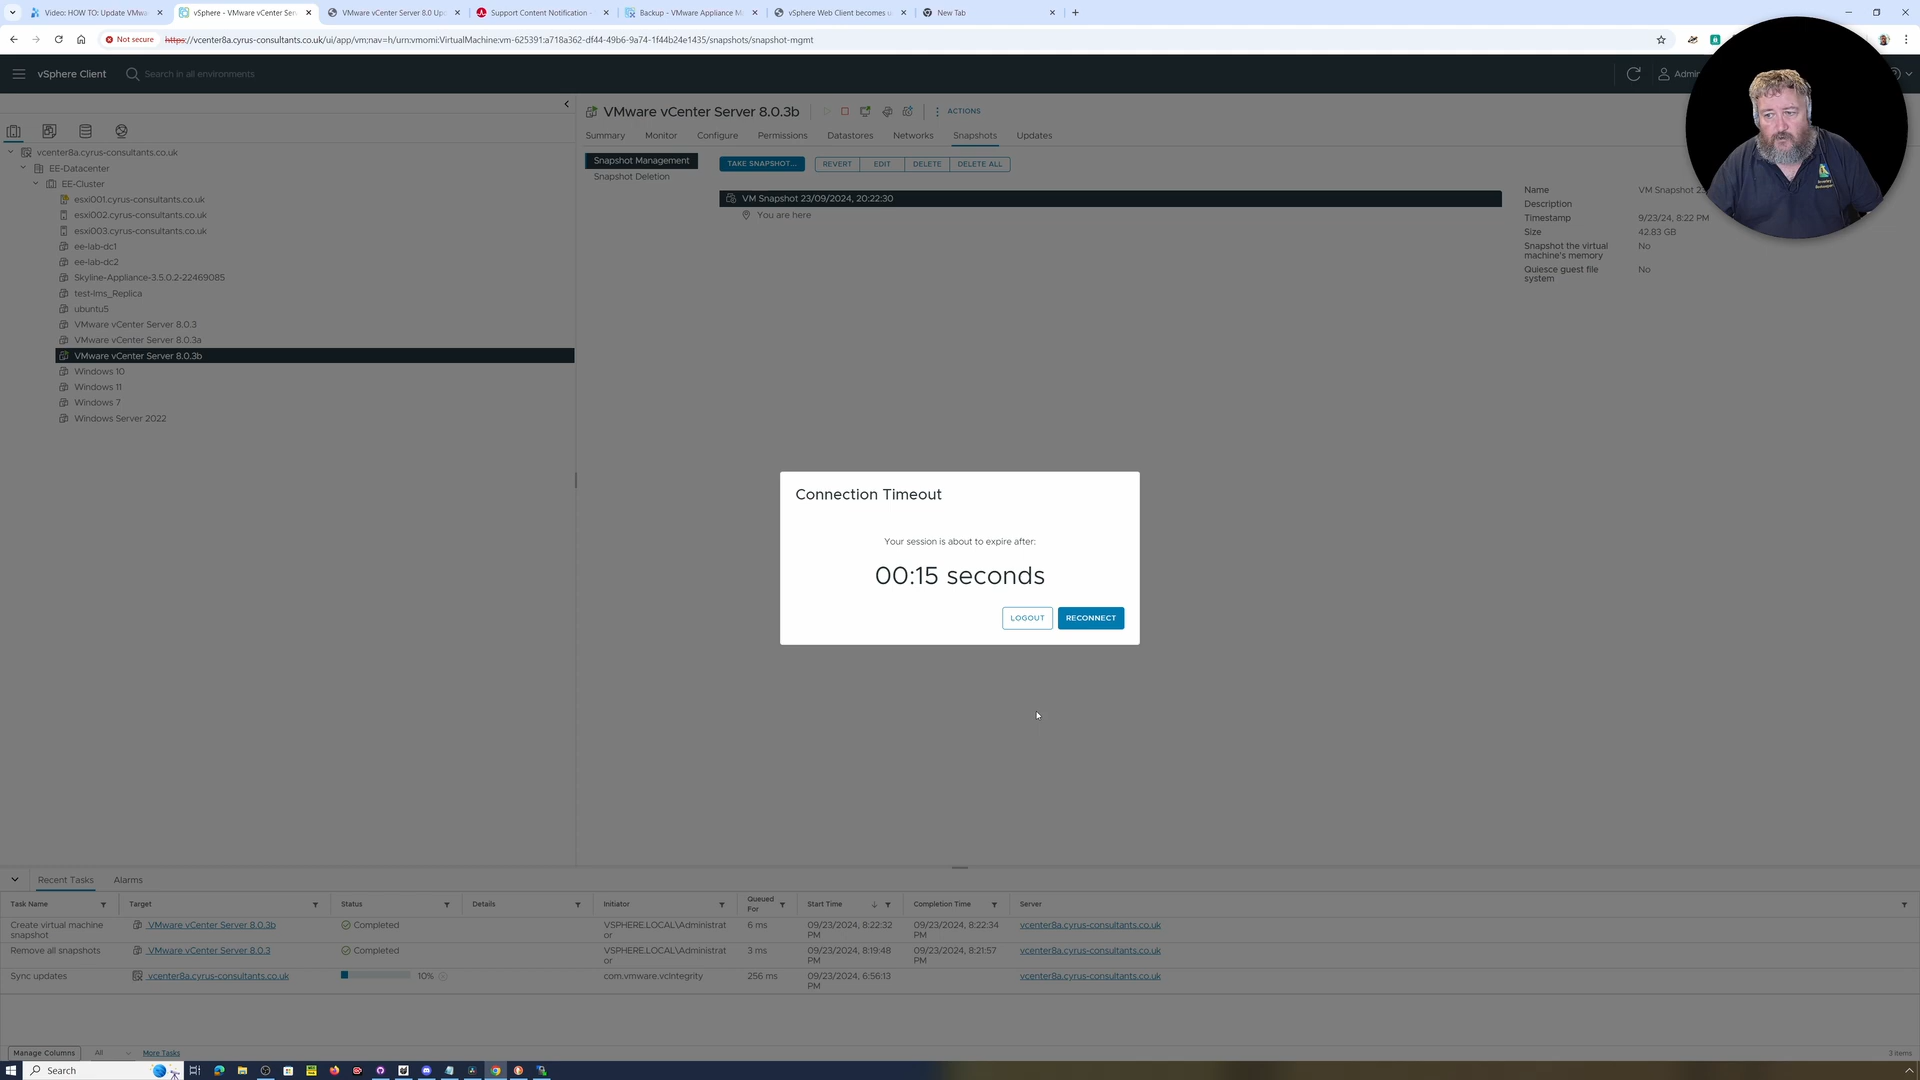 Video: HOW TO: Update VMwa
vSphere - VMware vCenter Ser
VMware vCenter Server 8.0 Up
Support Content Notification -
Backup - VMware Appliance M
vSphere Web Client becomes u
New Tab
Not secure
https://vcenter8a.cyrus-consultants.co.uk/ui/app/vm;nav=h/urn:vmomi:VirtualMachine:vm-625391:a718a362-df44-49b6-9a74-1f44b24e1435/snapshots/snapshot-mgmt
vSphere Client
Search in all environments
Admin
VMware vCenter Server 8.0.3b
ACTIONS
Summary
Monitor
Configure
Permissions
Datastores
Networks
Snapshots
Updates
vcenter8a.cyrus-consultants.co.uk
EE-Datacenter
EE-Cluster
esxi001.cyrus-consultants.co.uk
esxi002.cyrus-consultants.co.uk
esxi003.cyrus-consultants.co.uk
ee-lab-dc1
ee-lab-dc2
Skyline-Appliance-3.5.0.2-22469085
test-lms_Replica
ubuntu5
VMware vCenter Server 8.0.3
VMware vCenter Server 8.0.3a
VMware vCenter Server 8.0.3b
Windows 10
Windows 11
Windows 7
Windows Server 2022
Snapshot Management
Snapshot Deletion
TAKE SNAPSHOT...
REVERT
EDIT
DELETE
DELETE ALL
VM Snapshot 23/09/2024, 20:22:30
You are here
Name VM Snapshot 23
Description
Timestamp 9/23/24, 8:22 PM
Size 42.83 GB
Snapshot the virtual No
machine's memory
Quiesce guest file No
system
Connection Timeout
Your session is about to expire after:
00:15 seconds
LOGOUT
RECONNECT
Recent Tasks
Alarms
Task Name Target Status Details Initiator Queued For Start Time Completion Time Server
Create virtual machine VMware vCenter Server 8.0.3b Completed VSPHERE.LOCAL\Administrat 6 ms 09/23/2024, 8:22:32 09/23/2024, 8:22:34 vcenter8a.cyrus-consultants.co.uk
snapshot or PM PM
Remove all snapshots VMware vCenter Server 8.0.3 Completed VSPHERE.LOCAL\Administrat 3 ms 09/23/2024, 8:19:48 09/23/2024, 8:21:57 vcenter8a.cyrus-consultants.co.uk
or PM PM
Sync updates vcenter8a.cyrus-consultants.co.uk 10% com.vmware.vcIntegrity 256 ms 09/23/2024, 6:56:13 vcenter8a.cyrus-consultants.co.uk
PM
Manage Columns
All
More Tasks
3 items
Search